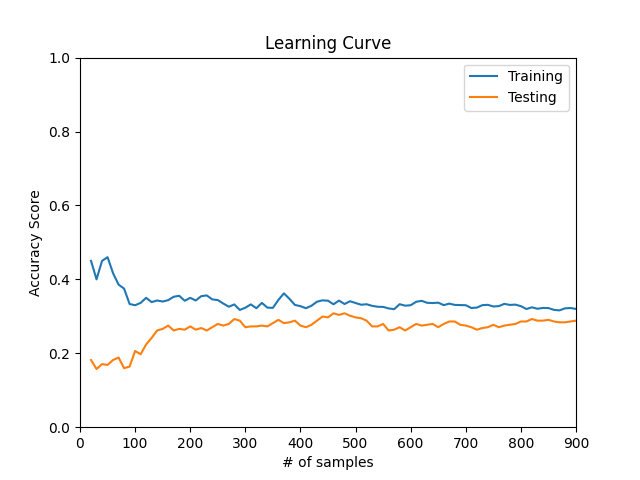 Learning Curve
Training
Testing
Accuracy Score
1.0
0.8
0.6
0.4
0.2
0.0
0 100 200 300 400 500 600 700 800 900
# of samples